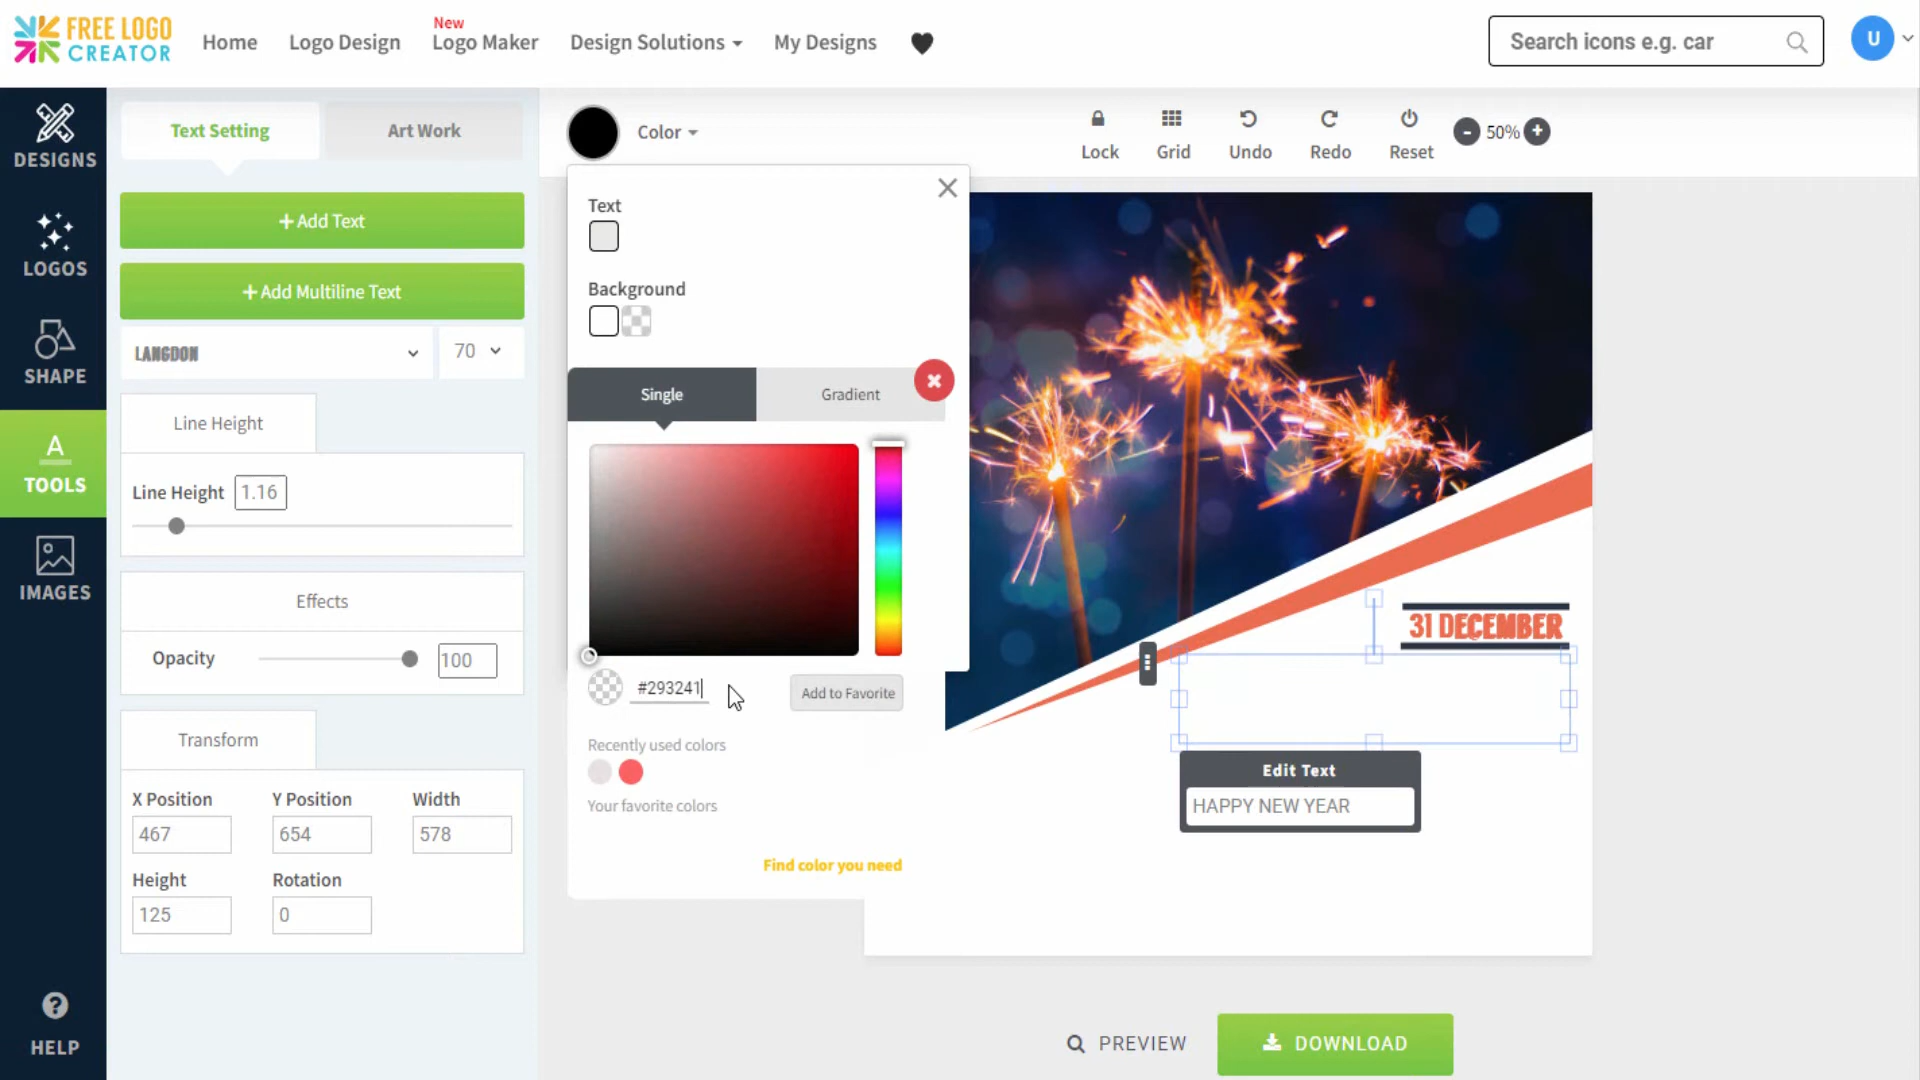 FREE LOGO
CREATOR
Home
Logo Design
New
Logo Maker
Design Solutions
My Designs
Search icons e.g. car
U
DESIGNS
LOGOS
SHAPE
A
TOOLS
IMAGES
?
HELP
Text Setting
Art Work
+ Add Text
+ Add Multiline Text
LANGDON
70
Line Height
Line Height 1.16
Effects
Opacity 100
Transform
X Position Y Position Width
467 654 578
Height Rotation
125 0
Color
Lock Grid Undo Redo Reset
- 50% +
Text
Background
Single Gradient
#293241
Add to Favorite
Recently used colors
Your favorite colors
Find color you need
31 DECEMBER
Edit Text
HAPPY NEW YEAR
PREVIEW
DOWNLOAD